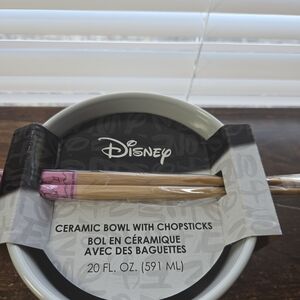 Disney
CERAMIC BOWL WITH CHOPSTICKS
BOL EN CÉRAMIQUE
AVEC DES BAGUETTES
20 FL. OZ. (591 ML)